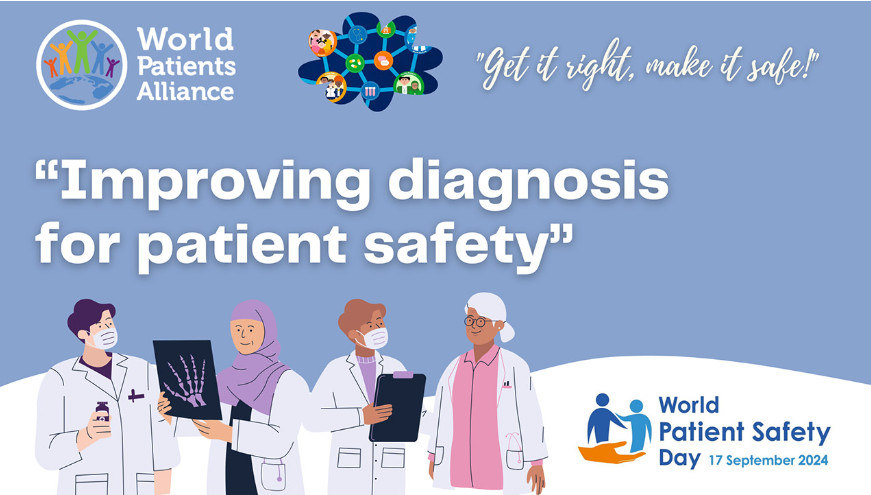 World
Patients
Alliance
"Get it right, make it safe!"
“Improving diagnosis
for patient safety”
World
Patient Safety
Day 17 September 2024